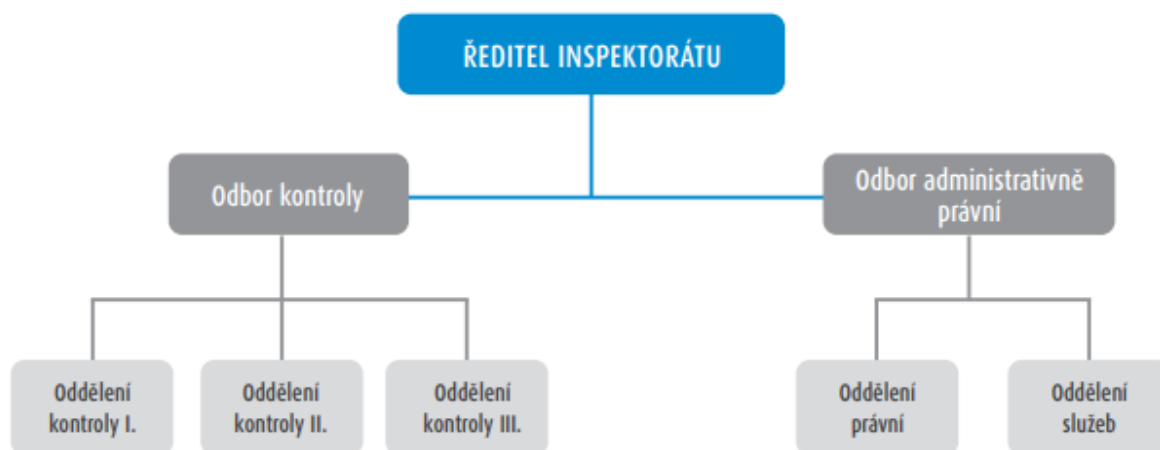 ŘEDITEL INSPEKTORÁTU
Odbor kontroly
Odbor administrativně
právní
Oddělení
kontroly I.
Oddělení
kontroly II.
Oddělení
kontroly III.
Oddělení
právní
Oddělení
služeb